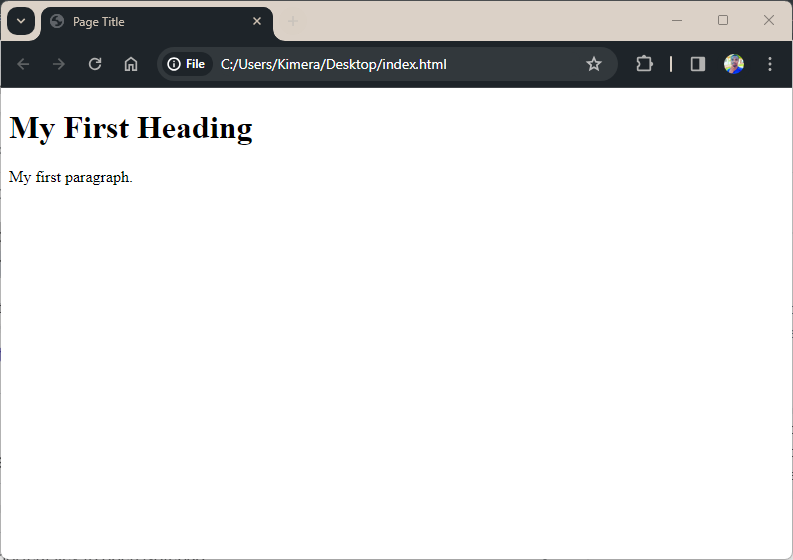 Page Title
File C:/Users/Kimera/Desktop/index.html
My First Heading
My first paragraph.